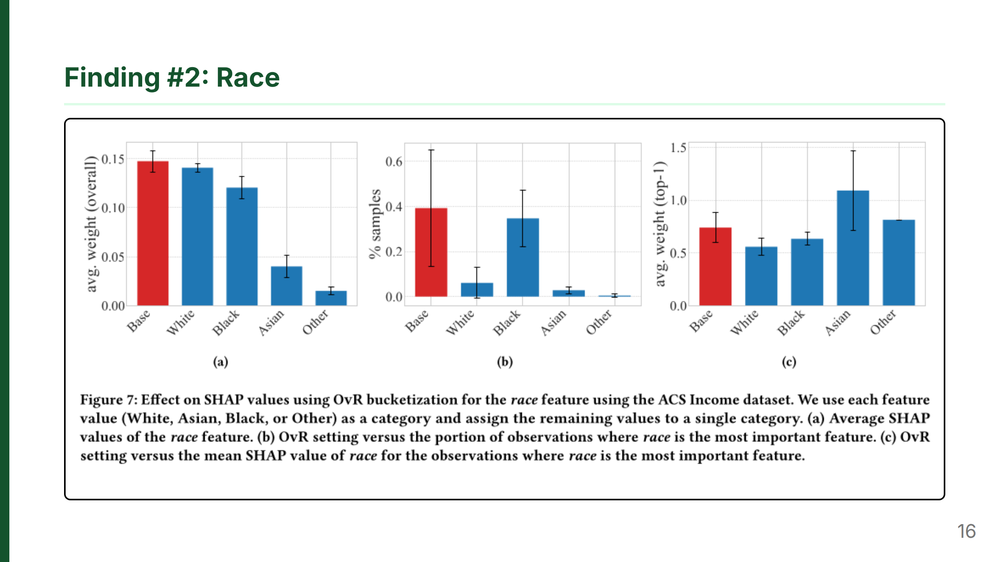 Finding #2: Race
avg. weight (overall)
0.15
0.10
0.05
0.00
Base
White
Black
Asian
Other
(a)
% samples
0.6
0.4
0.2
0.0
Base
White
Black
Asian
Other
(b)
avg. weight (top-1)
1.5
1.0
0.5
0.0
Base
White
Black
Asian
Other
(c)
Figure 7: Effect on SHAP values using OvR bucketization for the race feature using the ACS Income dataset. We use each feature
value (White, Asian, Black, or Other) as a category and assign the remaining values to a single category. (a) Average SHAP
values of the race feature. (b) OvR setting versus the portion of observations where race is the most important feature. (c) OvR
setting versus the mean SHAP value of race for the observations where race is the most important feature.
16